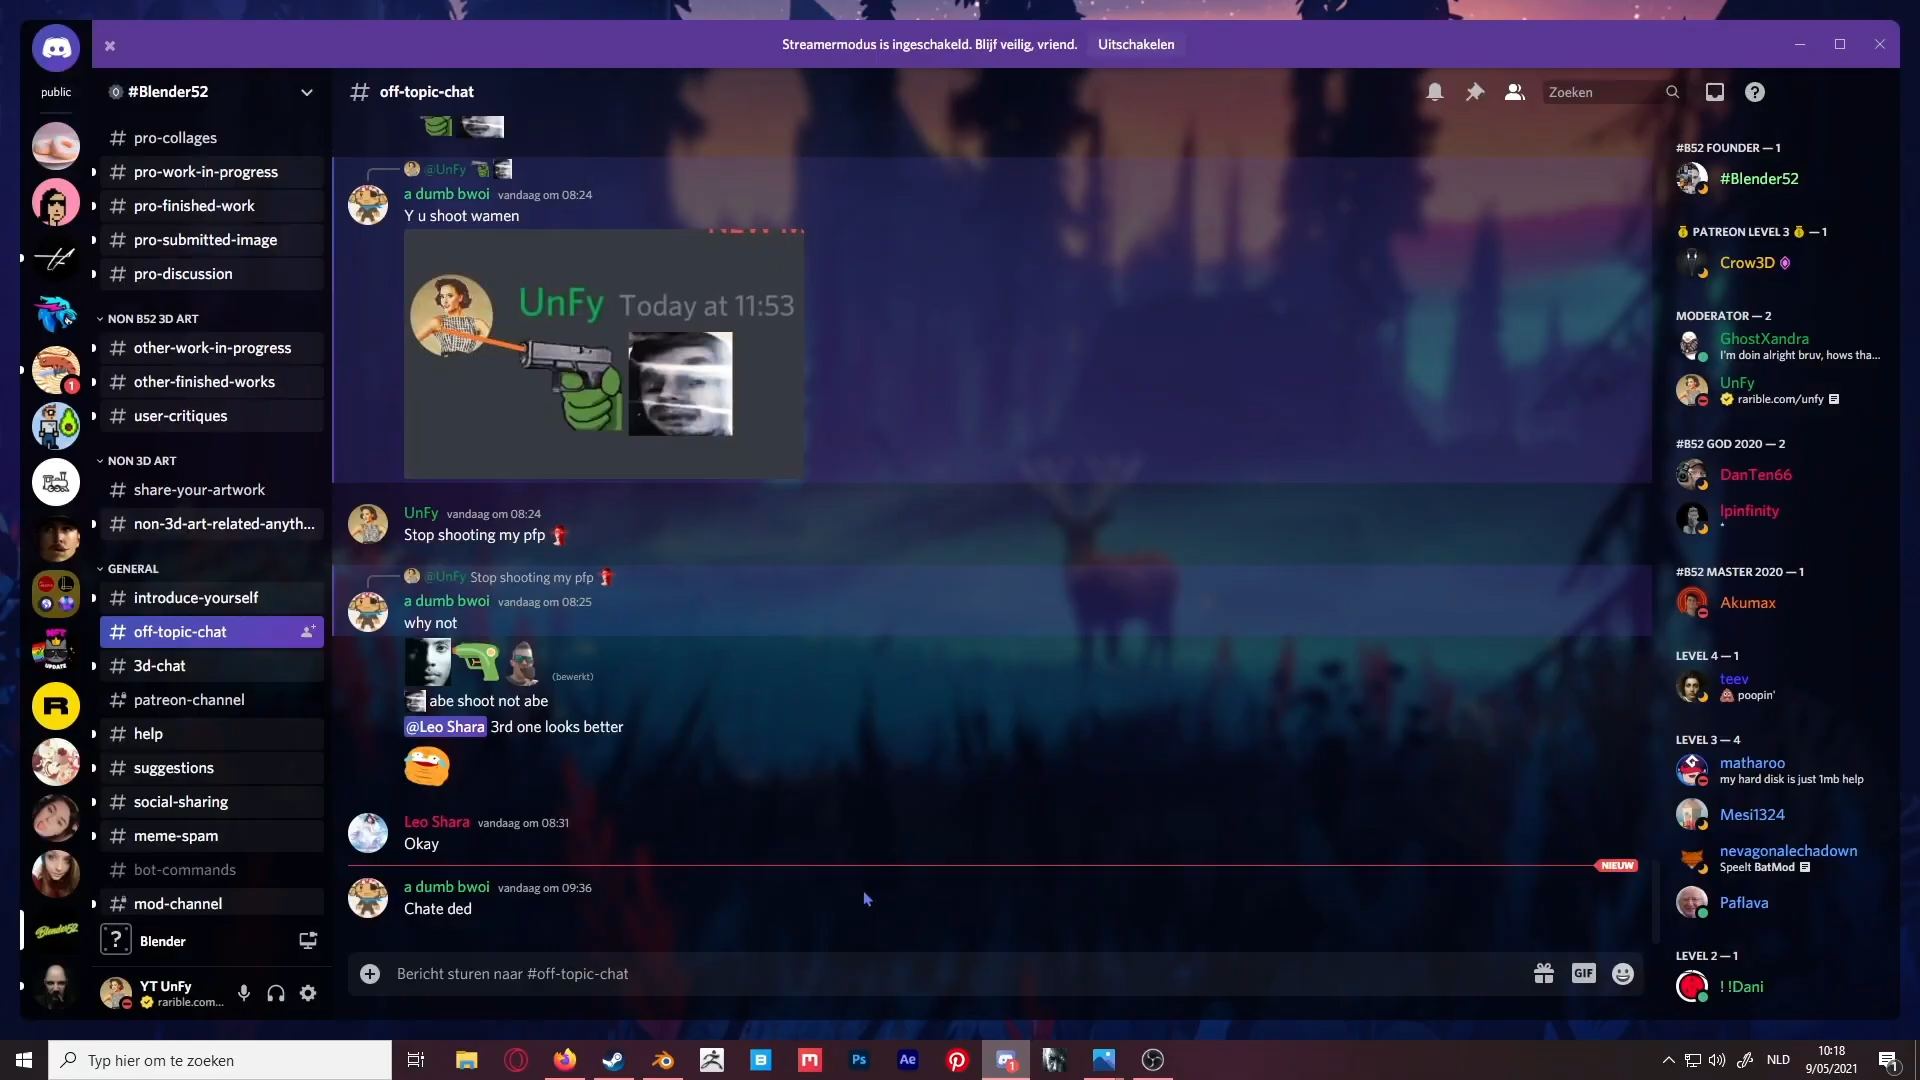 Streamermodus is ingeschakeld. Blijf veilig, vriend. Uitschakelen
public
#Blender52
off-topic-chat
Zoeken
pro-collages
pro-work-in-progress
pro-finished-work
pro-submitted-image
pro-discussion
NON B52 3D ART
other-work-in-progress
other-finished-works
user-critiques
NON 3D ART
share-your-artwork
non-3d-art-related-anyth...
GENERAL
introduce-yourself
off-topic-chat
3d-chat
patreon-channel
help
suggestions
social-sharing
meme-spam
bot-commands
mod-channel
Blender
YT UnFy
rarible.com...
NFT
UPDATE
Blender52
@UnFy
a dumb bwoi vandaag om 08:24
Y u shoot wamen
UnFy Today at 11:53
UnFy vandaag om 08:24
Stop shooting my pfp
@UnFy Stop shooting my pfp
a dumb bwoi vandaag om 08:25
why not
(bewerkt)
abe shoot not abe
@Leo Shara 3rd one looks better
Leo Shara vandaag om 08:31
Okay
NIEUW
a dumb bwoi vandaag om 09:36
Chate ded
Bericht sturen naar #off-topic-chat
GIF
#B52 FOUNDER — 1
#Blender52
PATREON LEVEL 3 — 1
Crow3D
MODERATOR — 2
GhostXandra
I'm doin alright bruv, hows tha...
UnFy
rarible.com/unfy
#B52 GOD 2020 — 2
DanTen66
lpinfinity
*
#B52 MASTER 2020 — 1
Akumax
LEVEL 4 — 1
teev
poopin'
LEVEL 3 — 4
matharoo
my hard disk is just 1mb help
Mesi1324
nevagonalechadown
Speelt BatMod
Paflava
LEVEL 2 — 1
! !Dani
Typ hier om te zoeken
Ps
Ae
NLD
10:18
9/05/2021